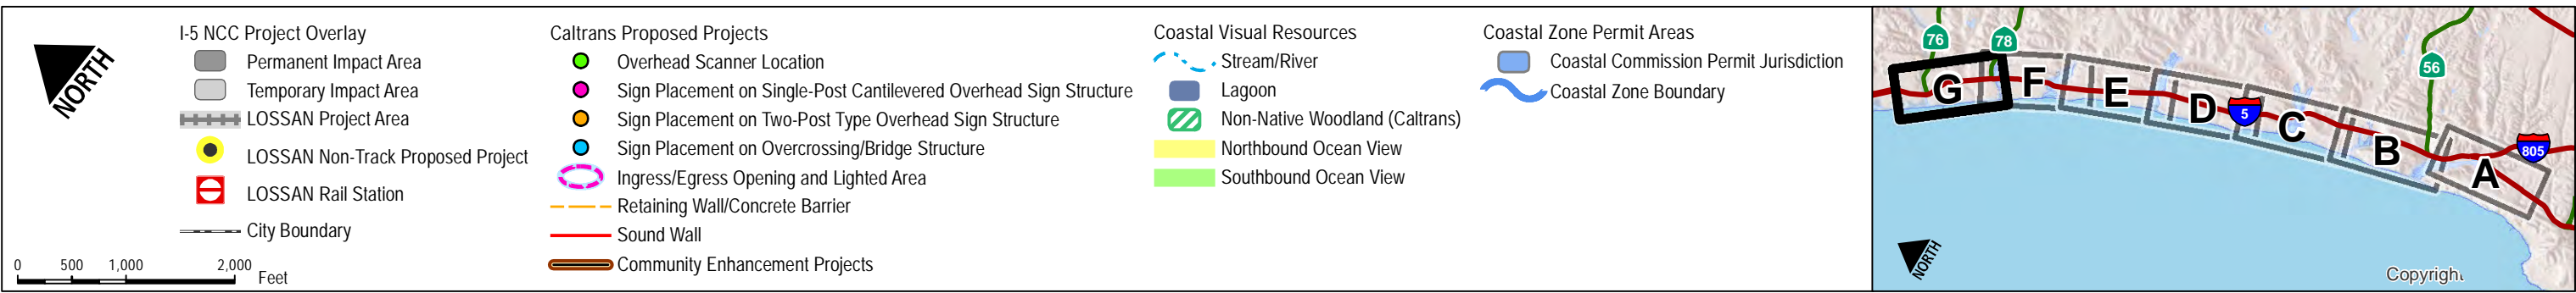 NORTH
0 500 1,000 2,000
Feet
I-5 NCC Project Overlay
Permanent Impact Area
Temporary Impact Area
LOSSAN Project Area
LOSSAN Non-Track Proposed Project
LOSSAN Rail Station
City Boundary
Caltrans Proposed Projects
Overhead Scanner Location
Sign Placement on Single-Post Cantilevered Overhead Sign Structure
Sign Placement on Two-Post Type Overhead Sign Structure
Sign Placement on Overcrossing/Bridge Structure
Ingress/Egress Opening and Lighted Area
Retaining Wall/Concrete Barrier
Sound Wall
Community Enhancement Projects
Coastal Visual Resources
Stream/River
Lagoon
Non-Native Woodland (Caltrans)
Northbound Ocean View
Southbound Ocean View
Coastal Zone Permit Areas
Coastal Commission Permit Jurisdiction
Coastal Zone Boundary
76 78 56
G F E D 5 C B A 805
NORTH
Copyright